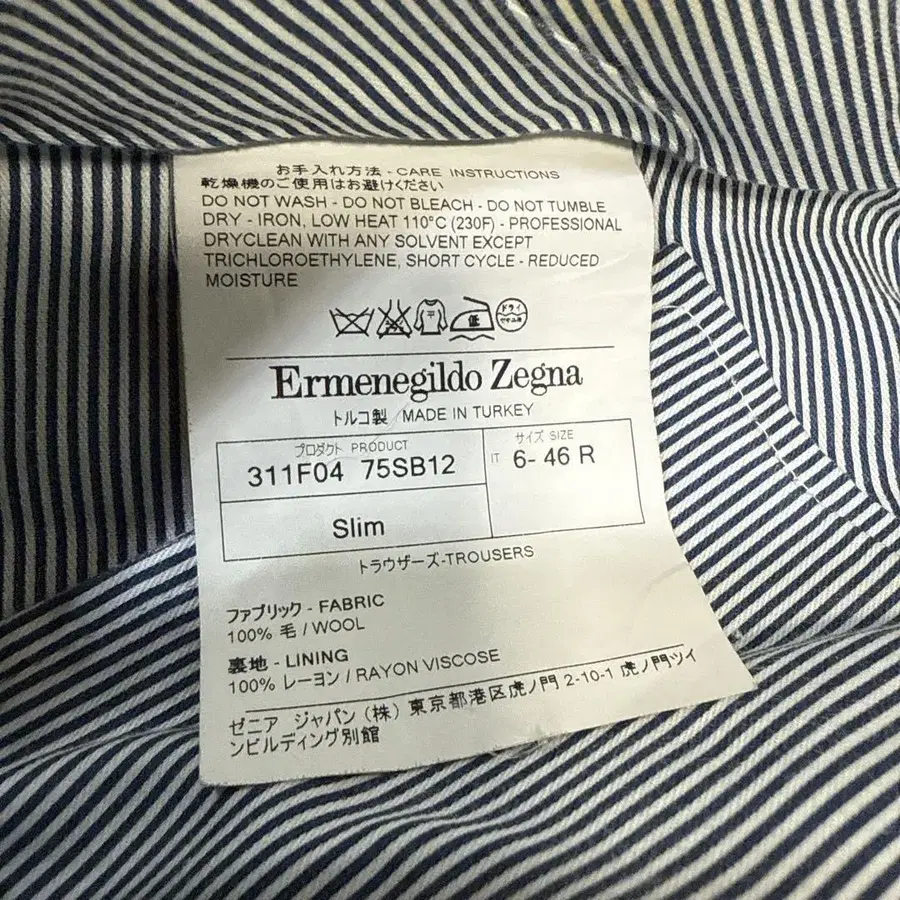 お手入れ方法 - CARE INSTRUCTIONS
乾燥機のご使用はお避けください
DO NOT WASH - DO NOT BLEACH - DO NOT TUMBLE
DRY - IRON, LOW HEAT 110°C (230F) - PROFESSIONAL
DRYCLEAN WITH ANY SOLVENT EXCEPT
TRICHLOROETHYLENE, SHORT CYCLE - REDUCED
MOISTURE
低 ドライ
Ermenegildo Zegna
トルコ製 MADE IN TURKEY
プロダクト PRODUCT
311F04 75SB12
サイズ SIZE
IT 6- 46 R
Slim
トラウザーズ-TROUSERS
ファブリック - FABRIC
100% 毛 / WOOL
裏地 - LINING
100% レーヨン / RAYON VISCOSE
ゼニア ジャパン (株) 東京都港区虎ノ門 2-10-1 虎ノ門ツイ
ンビルディング別館